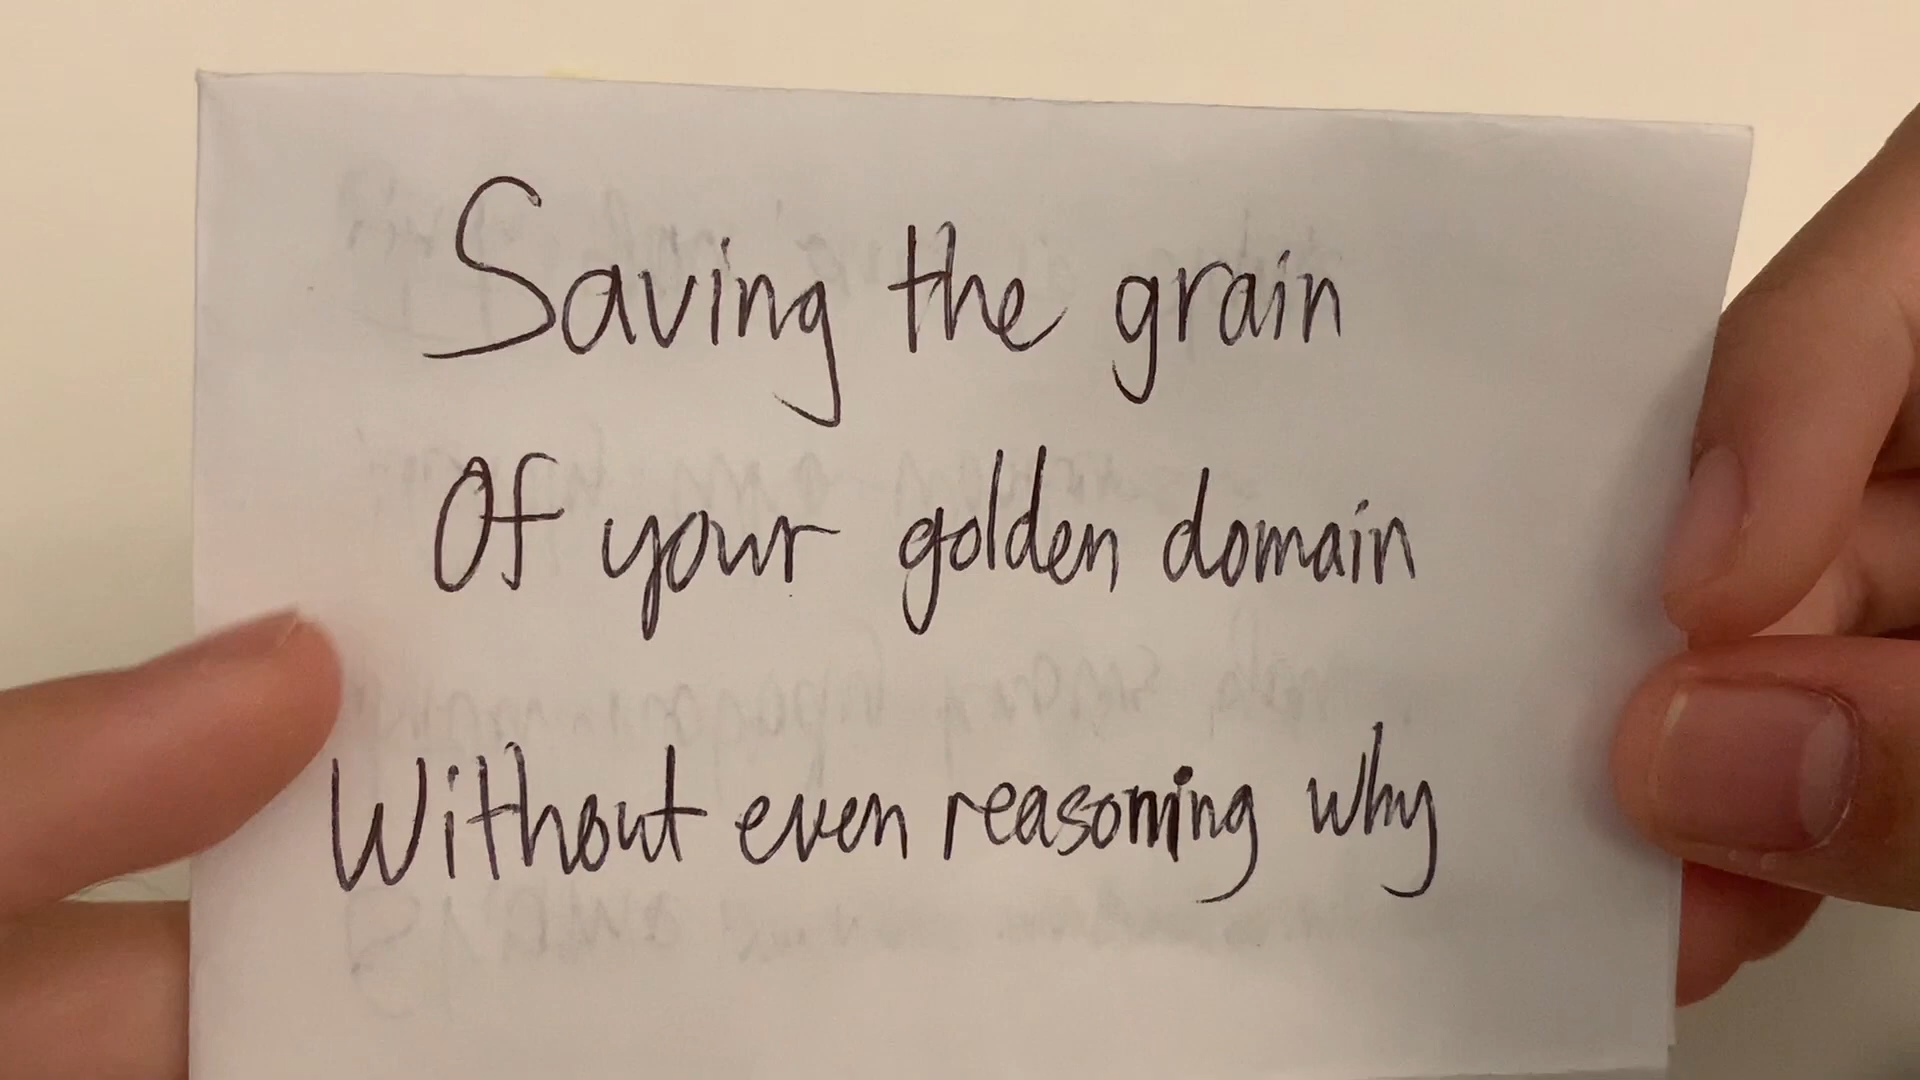 Saving the grain
Of your golden domain
Without even reasoning why